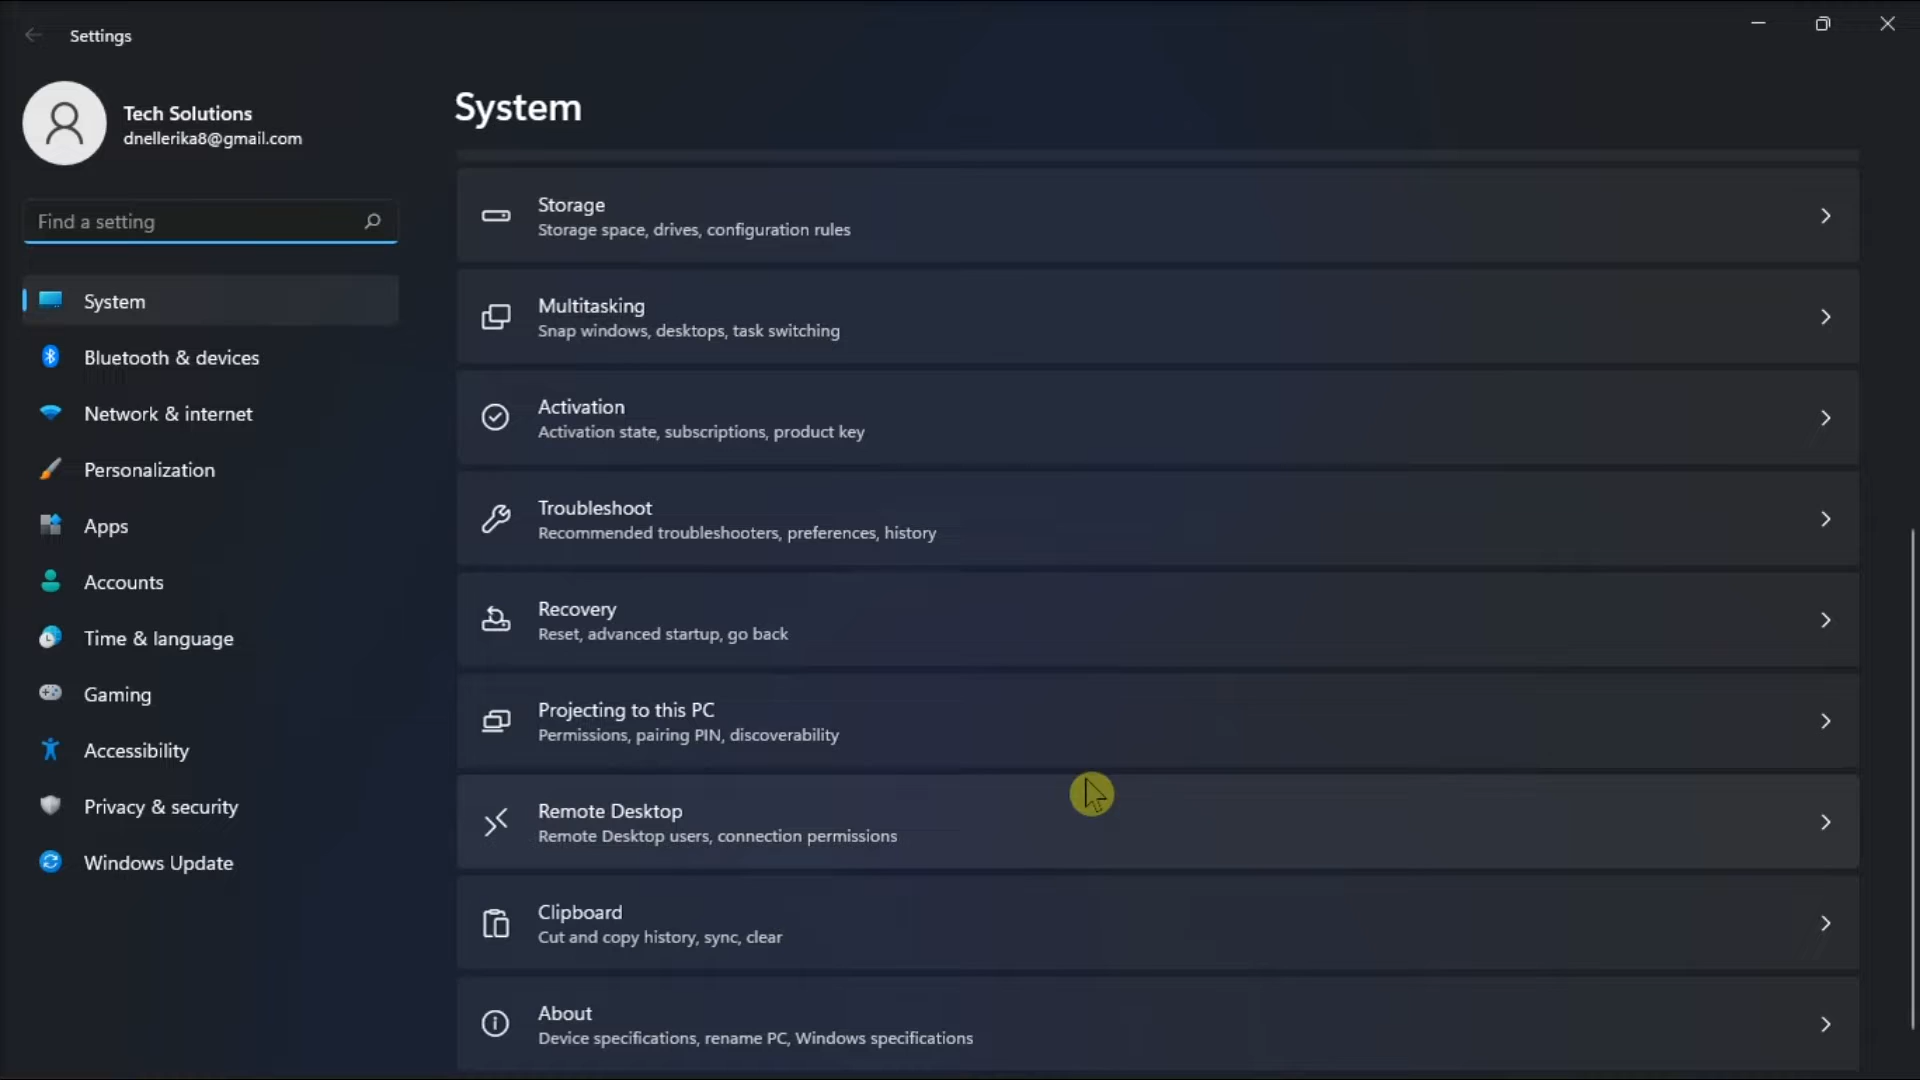 Settings
Tech Solutions
dnellerika8@gmail.com
Find a setting
System
Bluetooth & devices
Network & internet
Personalization
Apps
Accounts
Time & language
Gaming
Accessibility
Privacy & security
Windows Update
System
Storage
Storage space, drives, configuration rules
Multitasking
Snap windows, desktops, task switching
Activation
Activation state, subscriptions, product key
Troubleshoot
Recommended troubleshooters, preferences, history
Recovery
Reset, advanced startup, go back
Projecting to this PC
Permissions, pairing PIN, discoverability
Remote Desktop
Remote Desktop users, connection permissions
Clipboard
Cut and copy history, sync, clear
About
Device specifications, rename PC, Windows specifications